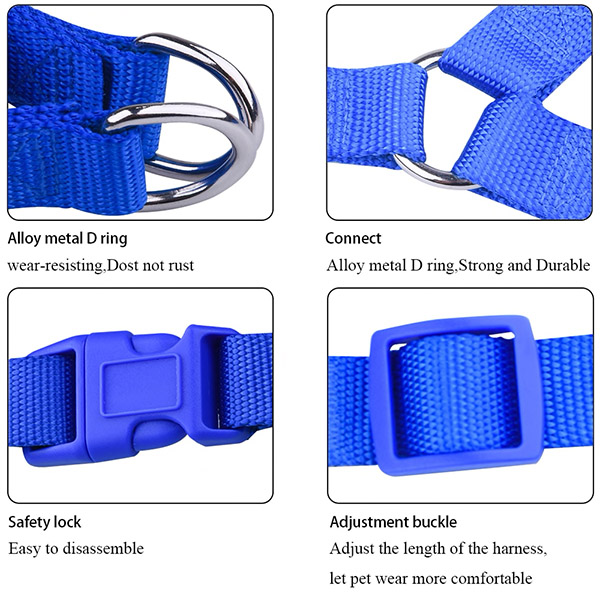 Alloy metal D ring
wear-resisting,Dost not rust
Connect
Alloy metal D ring,Strong and Durable
Safety lock
Easy to disassemble
Adjustment buckle
Adjust the length of the harness,
let pet wear more comfortable